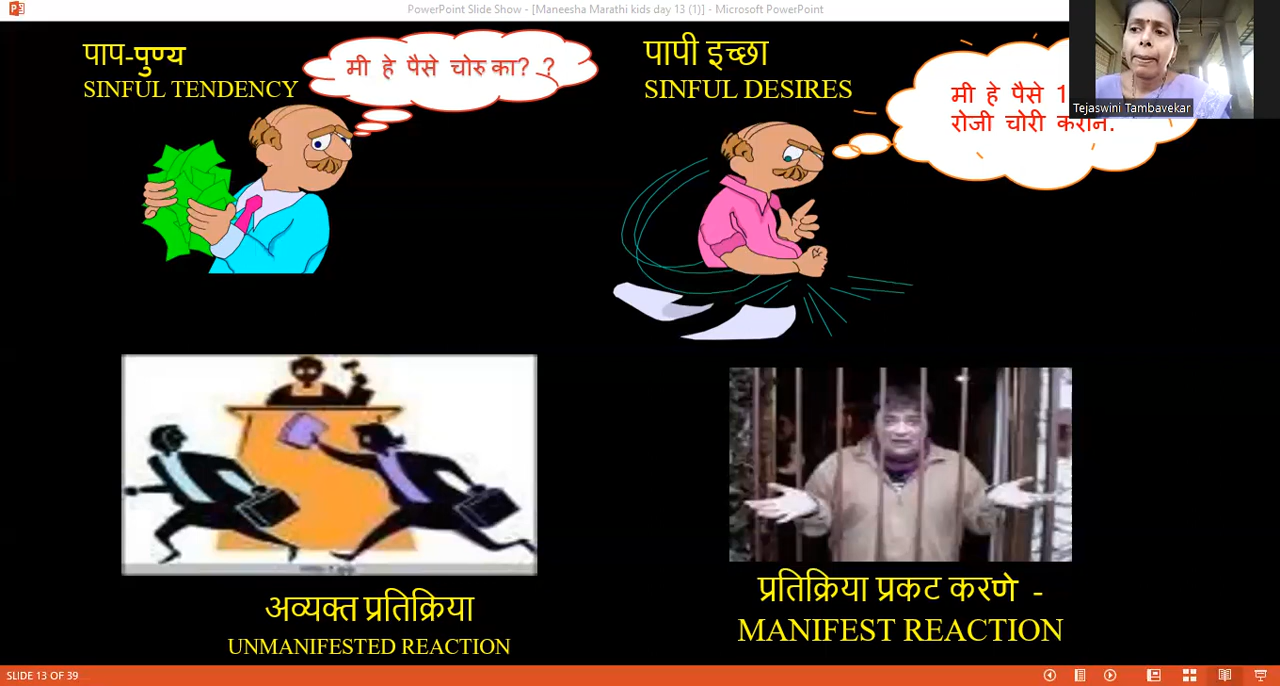 PowerPoint Slide Show - [Maneesha Marathi kids day 13 (1)] - Microsoft PowerPoint
पाप-पुण्य
SINFUL TENDENCY
मी हे पैसे चोरु का? ?
पापी इच्छा
SINFUL DESIRES
मी हे पैसे 1
रोजी चोरी करीन.
Tejaswini Tambavekar
अव्यक्त प्रतिक्रिया
UNMANIFESTED REACTION
प्रतिक्रिया प्रकट करणे -
MANIFEST REACTION
SLIDE 13 OF 39